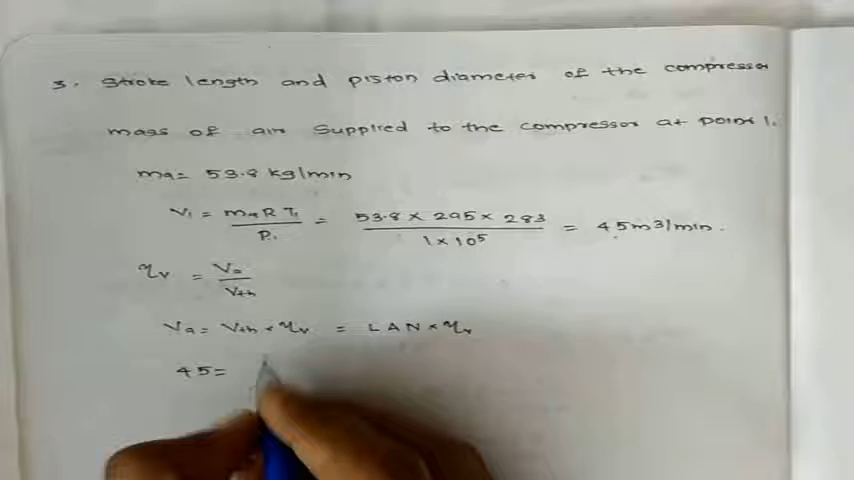 3. Stroke length and piston diameter of the compressor
mass of air supplied to the compressor at point 1.
ma = 53.8 kg/min
V1 = maRT1/P1 = 53.8 × 295 × 283/1 × 10^5 = 45m3/min.
ηv = Va/Vth
Va = Vth × ηv = LAN × ηv
45=